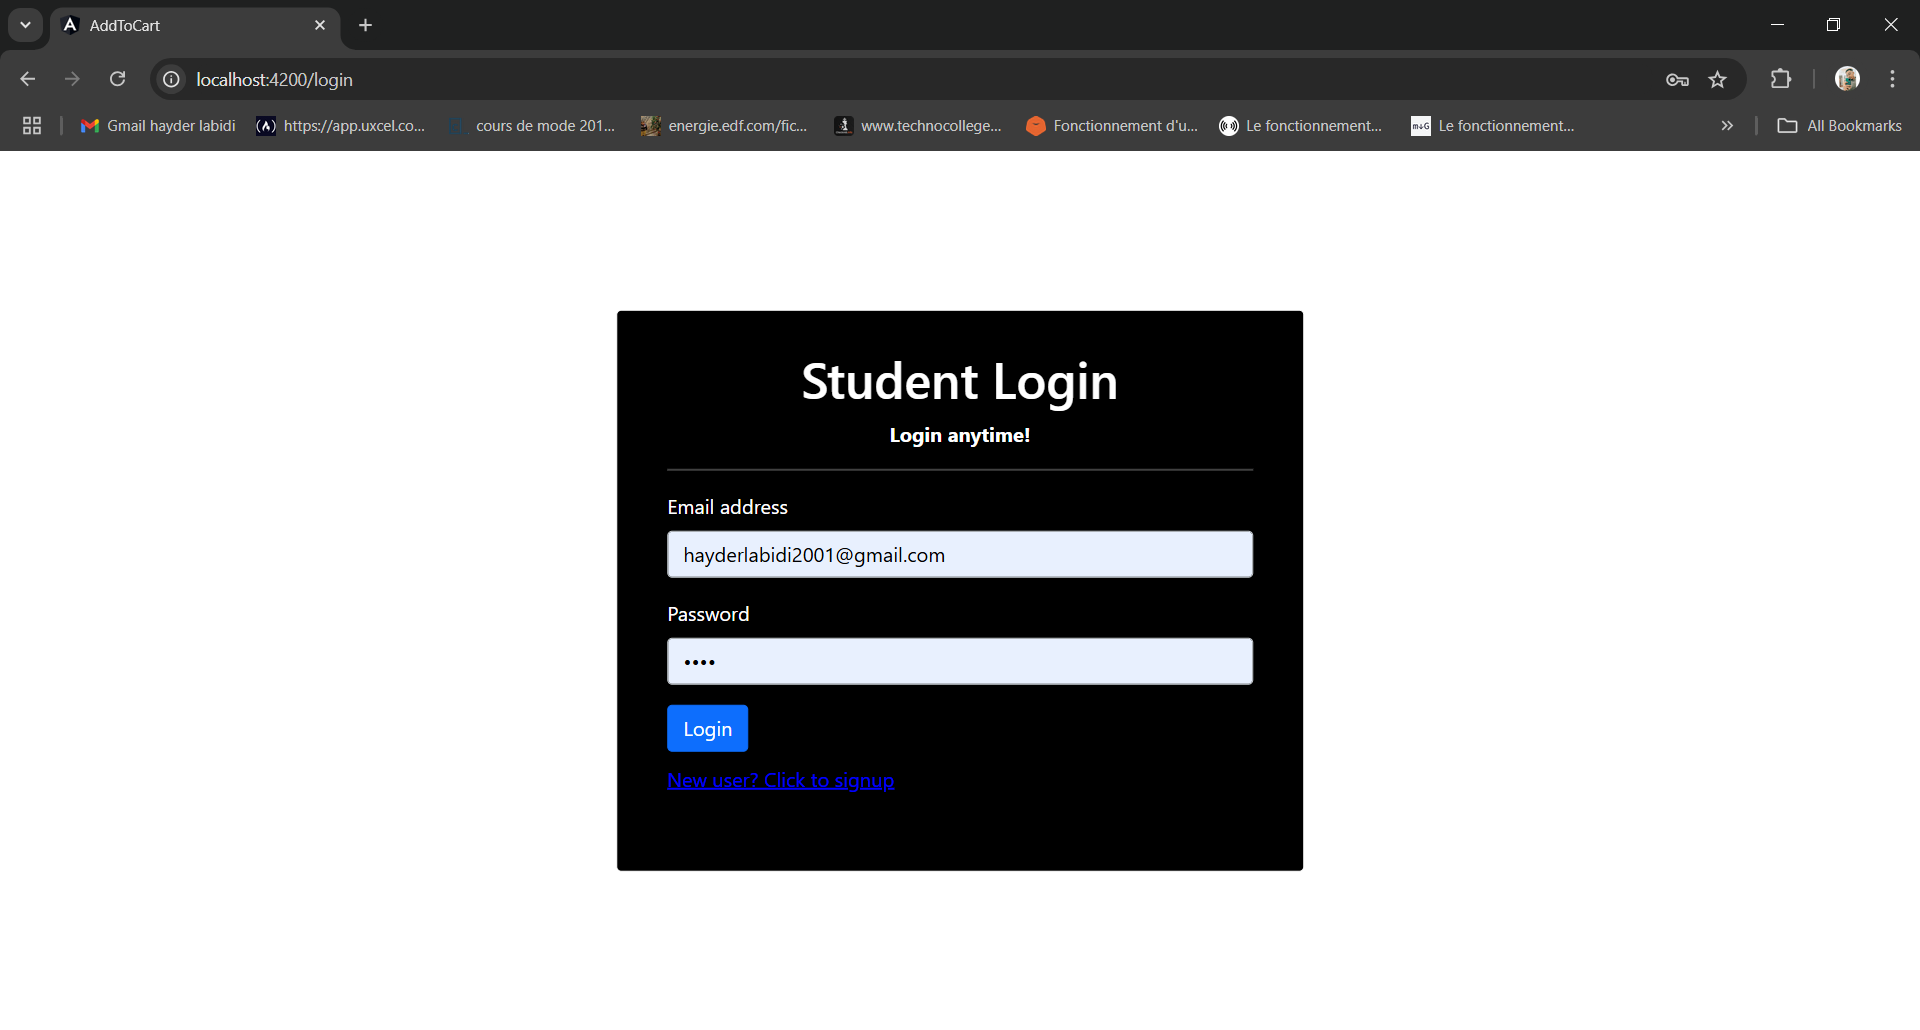 AddToCart
localhost:4200/login
Gmail hayder labidi
https://app.uxcel.co...
cours de mode 201...
energie.edf.com/fic...
www.technocollege...
Fonctionnement d'u...
Le fonctionnement...
Le fonctionnement...
All Bookmarks
Student Login
Login anytime!
Email address
hayderlabidi2001@gmail.com
Password
••••
Login
New user? Click to signup